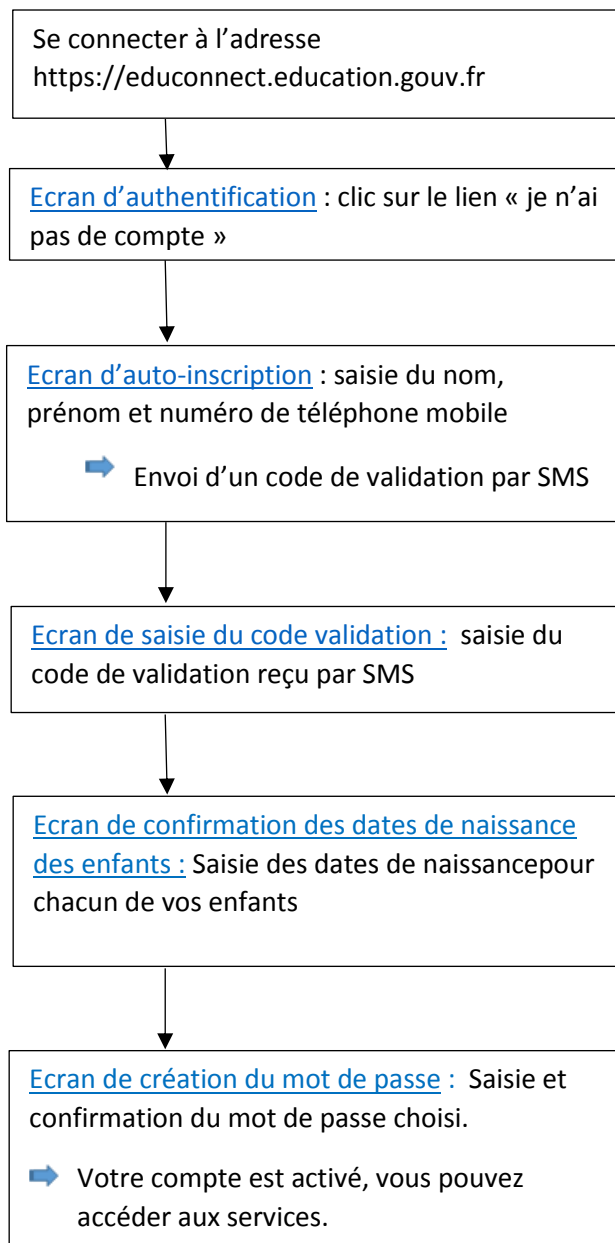 Se connecter à l’adresse
https://educonnect.education.gouv.fr
Ecran d’authentification : clic sur le lien « je n’ai
pas de compte »
Ecran d’auto-inscription : saisie du nom,
prénom et numéro de téléphone mobile
Envoi d’un code de validation par SMS
Ecran de saisie du code validation : saisie du
code de validation reçu par SMS
Ecran de confirmation des dates de naissance
des enfants : Saisie des dates de naissancepour
chacun de vos enfants
Ecran de création du mot de passe : Saisie et
confirmation du mot de passe choisi.
Votre compte est activé, vous pouvez
accéder aux services.